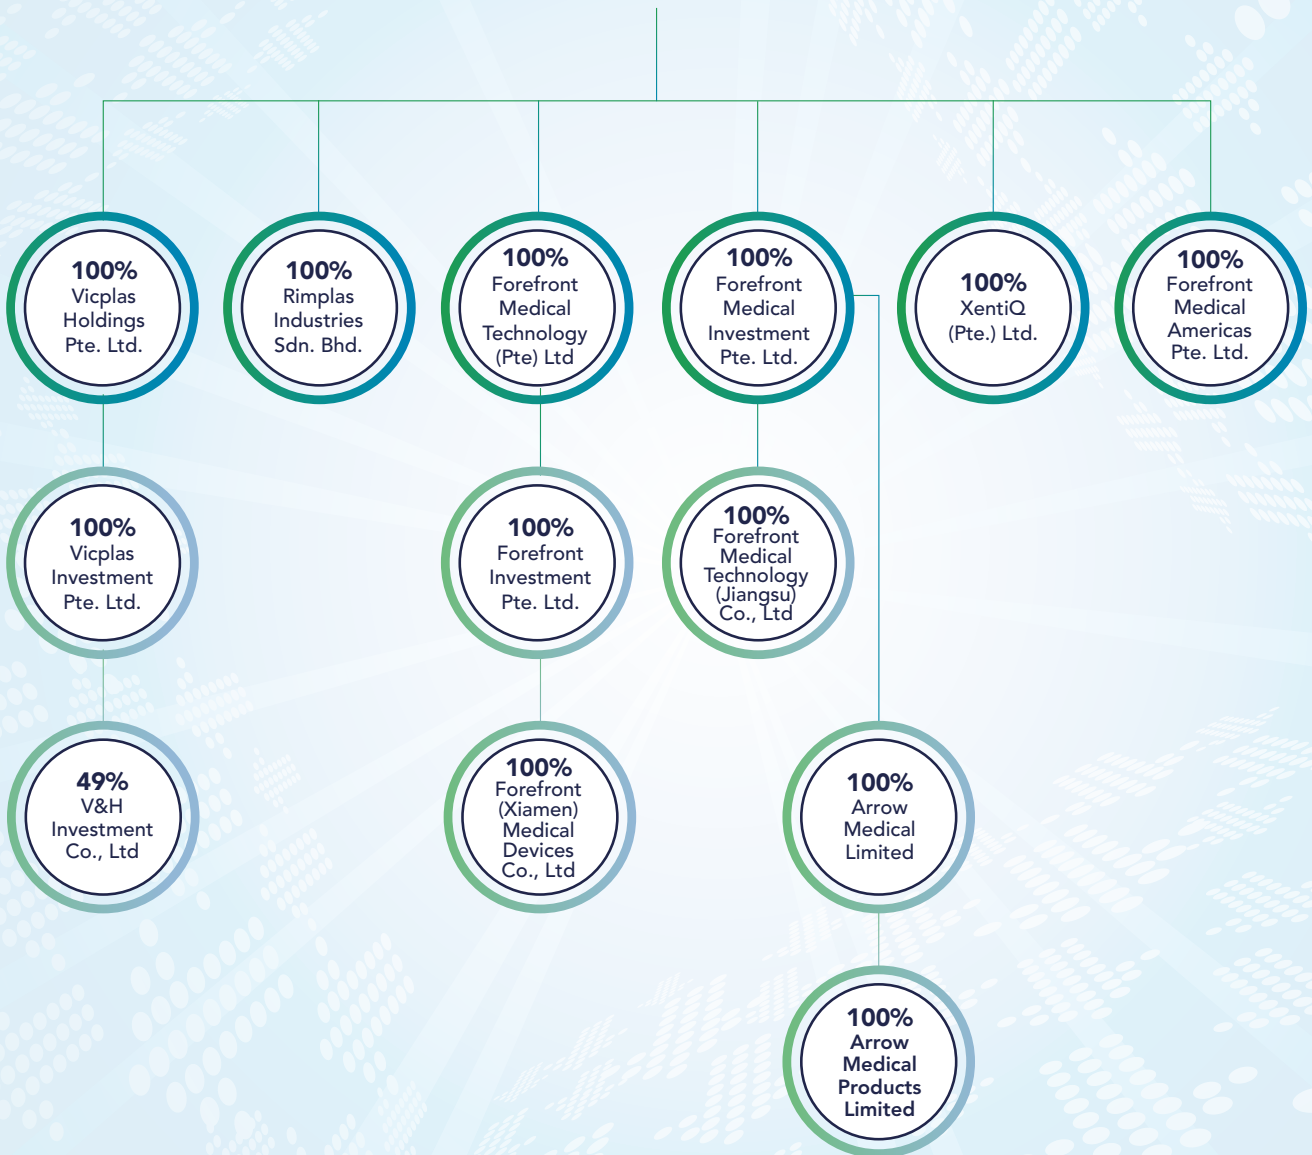 100%
Vicplas
Holdings
Pte. Ltd.
100%
Rimplas
Industries
Sdn. Bhd.
100%
Forefront
Medical
Technology
(Pte) Ltd
100%
Forefront
Medical
Investment
Pte. Ltd.
100%
XentiQ
(Pte.) Ltd.
100%
Forefront
Medical
Americas
Pte. Ltd.
100%
Vicplas
Investment
Pte. Ltd.
100%
Forefront
Investment
Pte. Ltd.
100%
Forefront
Medical
Technology
(Jiangsu)
Co., Ltd
49%
V&H
Investment
Co., Ltd
100%
Forefront
(Xiamen)
Medical
Devices
Co., Ltd
100%
Arrow
Medical
Limited
100%
Arrow
Medical
Products
Limited